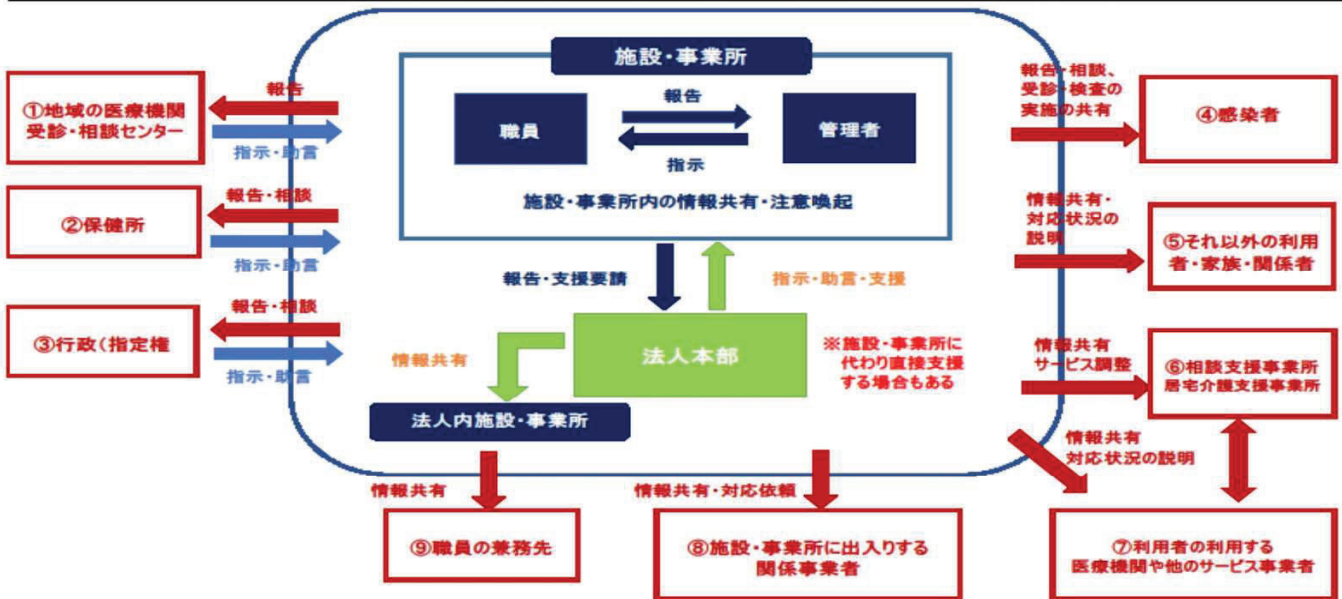 施設・事業所
職員
報告
管理者
指示
施設・事業所内の情報共有・注意喚起
報告・支援要請
指示・助言・支援
法人本部
※施設・事業所に
代わり直接支援
する場合もある
情報共有
法人内施設・事業所
①地域の医療機関
受診・相談センター
報告
指示・助言
②保健所
報告・相談
指示・助言
③行政(指定権
報告・相談
指示・助言
報告・相談、
受診・検査の
実施の共有
④感染者
情報共有・
対応状況の
説明
⑤それ以外の利用
者・家族・関係者
情報共有
サービス調整
⑥相談支援事業所
居宅介護支援事業所
情報共有
対応状況の説明
⑦利用者の利用する
医療機関や他のサービス事業者
情報共有・対応依頼
⑧施設・事業所に出入りする
関係事業者
情報共有
⑨職員の兼務先